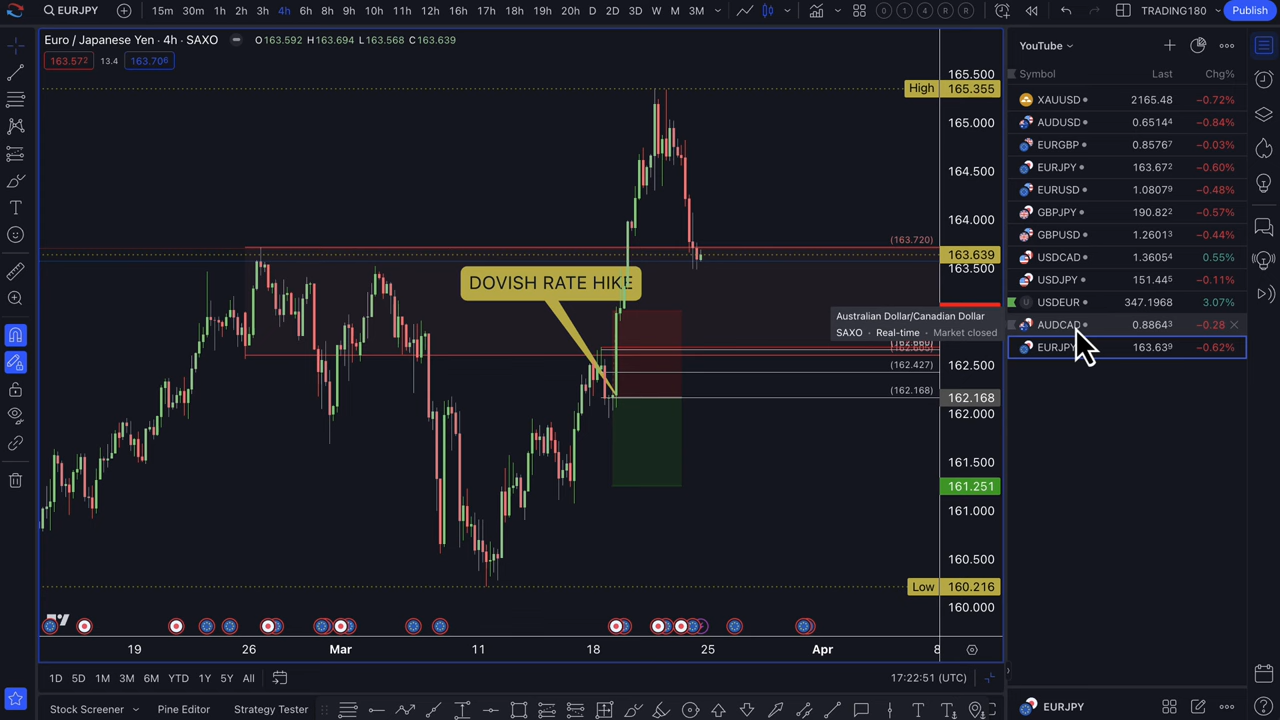 EURJPY 15m 30m 1h 2h 3h 4h 6h 8h 10h 11h 12h 16h 17h 18h 19h 20h D 2D 3D W M 3M 0 1 4 R R TRADING180 Publish
Euro / Japanese Yen · 4h · SAXO O163.592 H163.694 L163.568 C163.639
163.572 13.4 163.706
YouTube
Symbol Last Chg%
XAUUSD 2165.48 −0.72%
AUDUSD 0.65144 −0.84%
EURGBP 0.85767 −0.03%
EURJPY 163.672 −0.60%
EURUSD 1.08079 −0.48%
GBPJPY 190.822 −0.57%
GBPUSD 1.26013 −0.44%
USDCAD 1.36054 0.55%
USDJPY 151.445 −0.11%
USDEUR 347.1968 3.07%
AUDCAD 0.88643 −0.28
EURJPY 163.639 −0.62%
Australian Dollar/Canadian Dollar
SAXO · Real-time · Market closed
165.500
High 165.355
165.000
164.500
164.000
(163.720)
163.639
163.500
DOVISH RATE HIKE
162.500
(162.427)
(162.168)
162.168
162.000
161.500
161.251
161.000
160.500
Low 160.216
160.000
19 26 Mar 11 18 25 Apr 8
1D 5D 1M 3M 6M YTD 1Y 5Y All 17:22:51 (UTC)
Stock Screener Pine Editor Strategy Tester
EURJPY